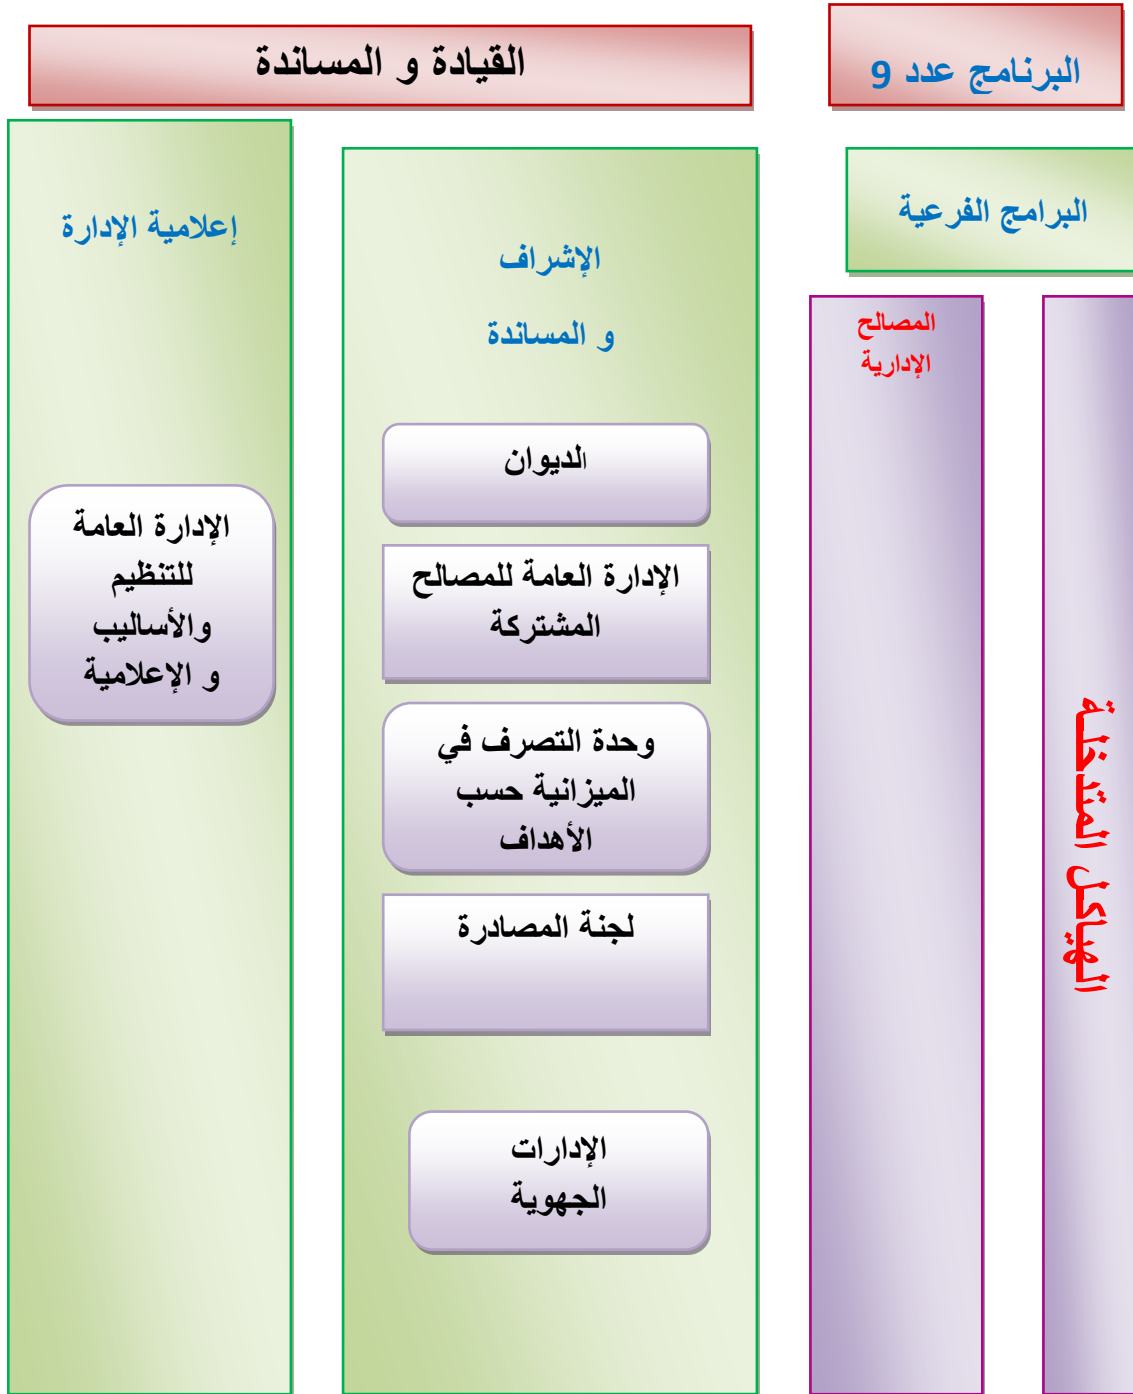 البرنامج عدد 9
القيادة و المساندة
البرامج الفرعية
الإشراف
و المساندة
إعلامية الإدارة
الهياكل المتدخلـة
المصالح
الإدارية
الديوان
الإدارة العامة للمصالح
المشتركة
وحدة التصرف في
الميزانية حسب
الأهداف
لجنة المصادرة
الإدارات
الجهوية
الإدارة العامة
للتنظيم
والأساليب
و الإعلامية